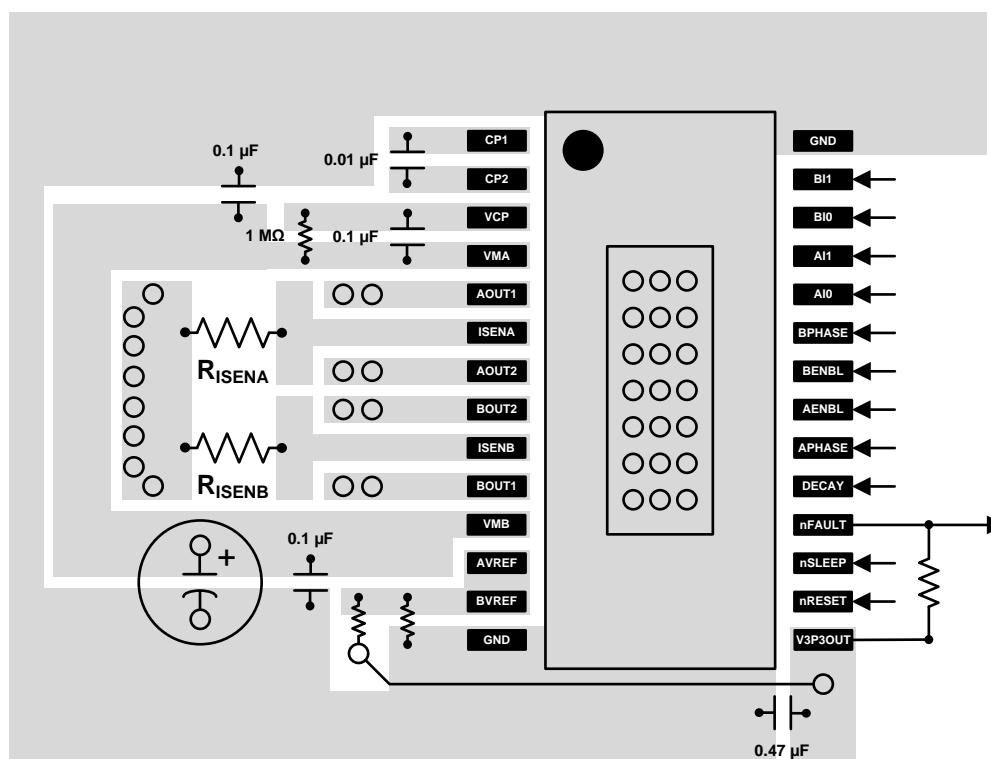 CP1
GND
0.1 µF
0.01 µF
CP2
BI1
VCP
BI0
1 MΩ
0.1 µF
VMA
AI1
AOUT1
AI0
ISENA
BPHASE
RISENA
AOUT2
BENBL
BOUT2
AENBL
ISENB
APHASE
RISENB
BOUT1
DECAY
VMB
nFAULT
0.1 µF
+
AVREF
nSLEEP
BVREF
nRESET
GND
V3P3OUT
0.47 µF